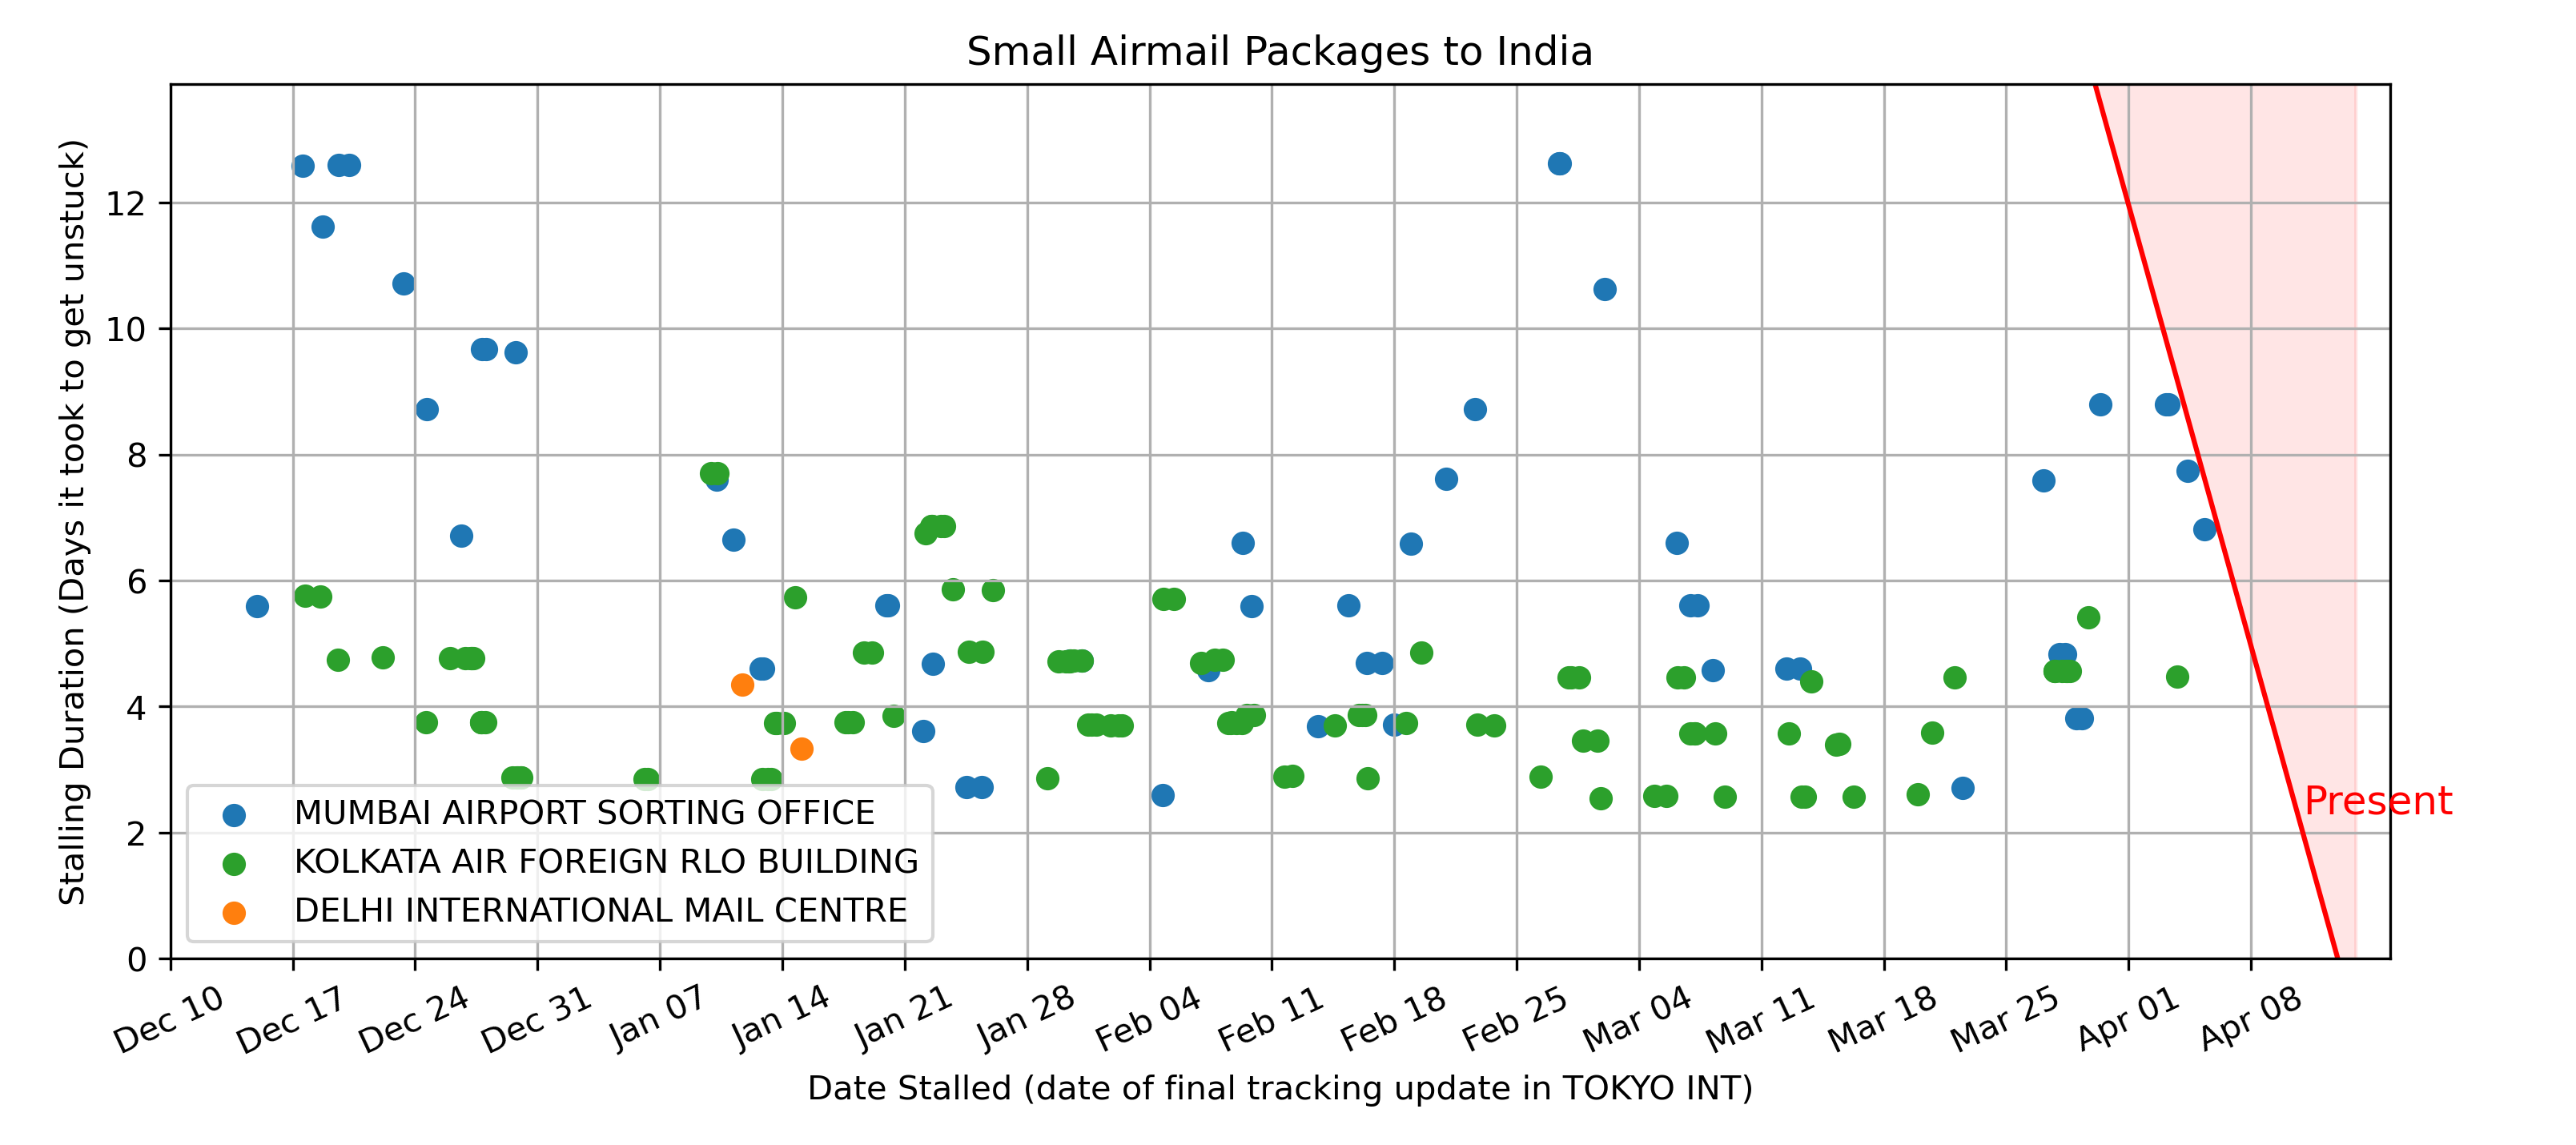 Small Airmail Packages to India
Stalling Duration (Days it took to get unstuck)
12
10
8
6
4
2
0
MUMBAI AIRPORT SORTING OFFICE
KOLKATA AIR FOREIGN RLO BUILDING
DELHI INTERNATIONAL MAIL CENTRE
Present
Dec 10
Dec 17
Dec 24
Dec 31
Jan 07
Jan 14
Jan 21
Jan 28
Feb 04
Feb 11
Feb 18
Feb 25
Mar 04
Mar 11
Mar 18
Mar 25
Apr 01
Apr 08
Date Stalled (date of final tracking update in TOKYO INT)